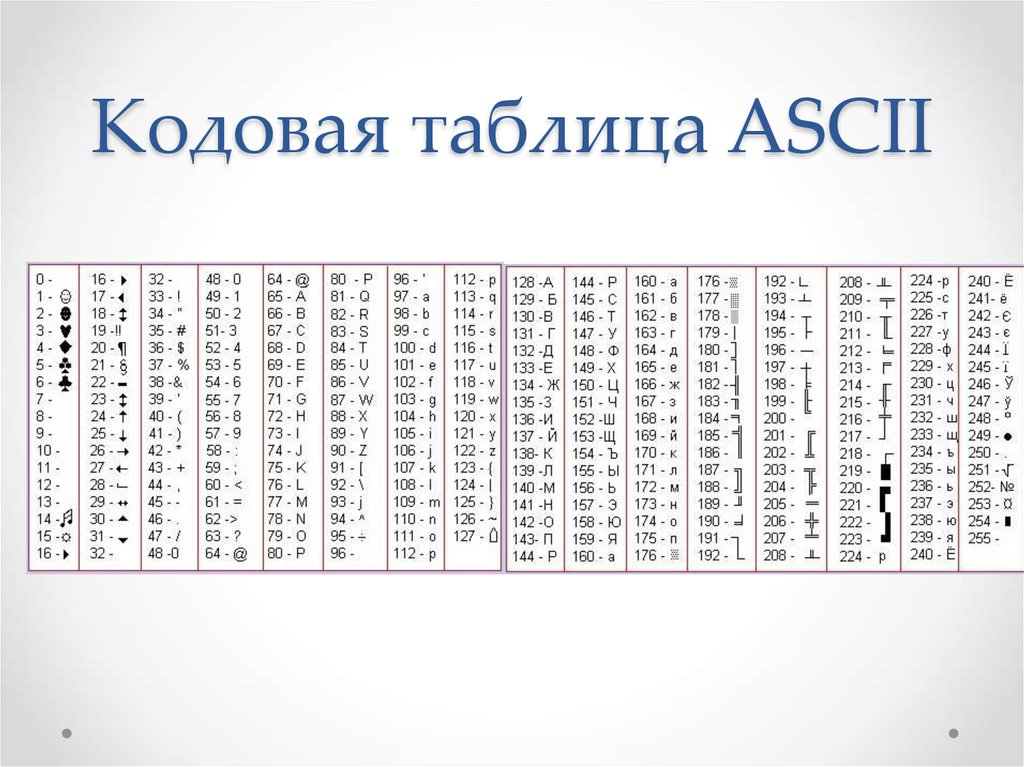 Кодовая таблица ASCII
0 - 16 - ► 32 - 48 - 0 64 - @ 80 - P 96 - ' 112 - p 128 -А 144 - Р 160 - а 176 -░ 192 - └ 208 - ╨ 224 -р 240 - Ё
1 - ☺ 17 - ◄ 33 - ! 49 - 1 65 - A 81 - Q 97 - a 113 - q 129 - Б 145 - С 161 - б 177 - ▒ 193 - ┴ 209 - ╤ 225 -с 241- ё
2 - ☻ 18 - ↕ 34 - " 50 - 2 66 - B 82 - R 98 - b 114 - r 130 -В 146 - Т 162 - в 178 - ▓ 194 - ┬ 210 - ╥ 226 -т 242 - Є
3 - ♥ 19 -!! 35 - # 51- 3 67 - C 83 - S 99 - c 115 - s 131 - Г 147 - У 163 - г 179 - │ 195 - ├ 211 - ╙ 227 -у 243 - є
4 - ♦ 20 - ¶ 36 - $ 52 - 4 68 - D 84 - T 100 - d 116 - t 132 -Д 148 - Ф 164 - д 180 - ┤ 196 - ─ 212 - ╘ 228 -ф 244 - Ї
5 - ♣ 21 - § 37 - % 53 - 5 69 - E 85 - U 101 - e 117 - u 133 - Е 149 - Х 165 - е 181 - ╡ 197 - ┼ 213 - ╒ 229 - х 245 - ї
6 - ♠ 22 - ▬ 38 -& 54 - 6 70 - F 86 - V 102 - f 118 - v 134 - Ж 150 - Ц 166 - ж 182 - ╢ 198 - ╞ 214 - ╓ 230 - ц 246 - Ў
7 - 23 - ↨ 39 - ' 55 - 7 71 - G 87 - W 103 - g 119 - w 135 -З 151 - Ч 167 - з 183 - ╖ 199 - ╟ 215 - ╫ 231 - ч 247 - ў
8 - 24 - ↑ 40 - ( 56 - 8 72 - H 88 - X 104 - h 120 - x 136 -И 152 -Ш 168 - и 184 - ╕ 200 - ╚ 216 - ╪ 232 - ш 248 - °
9 - 25 - ↓ 41 - ) 57 - 9 73 - I 89 - Y 105 - i 121 - y 137 - Й 153 -Щ 169 - й 185 - ╣ 201 - ╔ 217 - ┘ 233 - щ 249 - ●
10 - 26 - → 42 - * 58 - : 74 - J 90 - Z 106 - j 122 - z 138- К 154 - Ъ 170 - к 186 - ║ 202 - ╩ 218 - ┌ 234 - ъ 250 - .
11 - 27 - ← 43 - + 59 - ; 75 - K 91 - [ 107 - k 123 - { 139 -Л 155 - Ы 171 - л 187 - ╗ 203 - ╦ 219 - █ 235 - ы 251 -√
12 - 28 - ∟ 44 - , 60 - < 76 - L 92 - \ 108 - l 124 - | 140 -М 156 - Ь 172 - м 188 - ╝ 204 - ╠ 220 - ▄ 236 - ь 252- №
13 - 29 - ↔ 45 - - 61 - = 77 - M 93 - ] 109 - m 125 - } 141 -Н 157 - Э 173 - н 189 - ╜ 205 - ═ 221 - ▌ 237 - э 253 - ¤
14 - ♫ 30 - ▲ 46 - . 62 -> 78 - N 94 - ^ 110 - n 126 - ~ 142 -О 158 - Ю 174 - о 190 - ╛ 206 - ╬ 222 - ▐ 238 - ю 254 - ■
15 - ☼ 31 - ▼ 47 - / 63 - ? 79 - O 95 - ÷ 111 - o 127 - ⌂ 143- П 159 - Я 175 - п 191 - ┐ 207 - ╧ 223 - ▀ 239 - я 255 -
16 - ► 32 - 48 -0 64 - @ 80 - P 96 - 112 - p 144 - Р 160 - а 176 - ░ 192 - └ 208 - ╨ 224 - р 240 - Ё